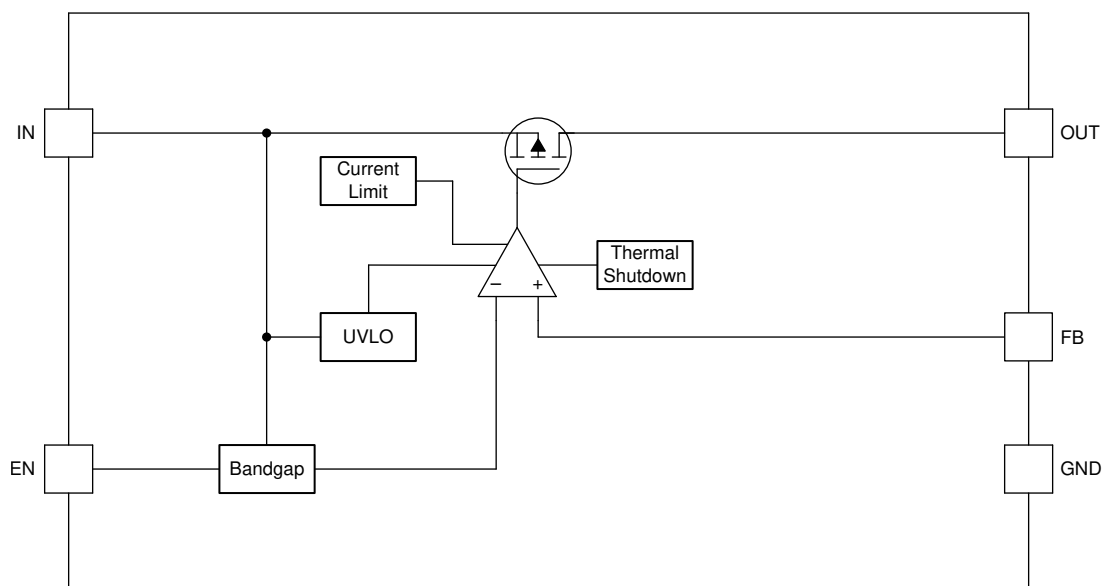 IN
OUT
Current
Limit
Thermal
Shutdown
− +
UVLO
FB
EN
Bandgap
GND